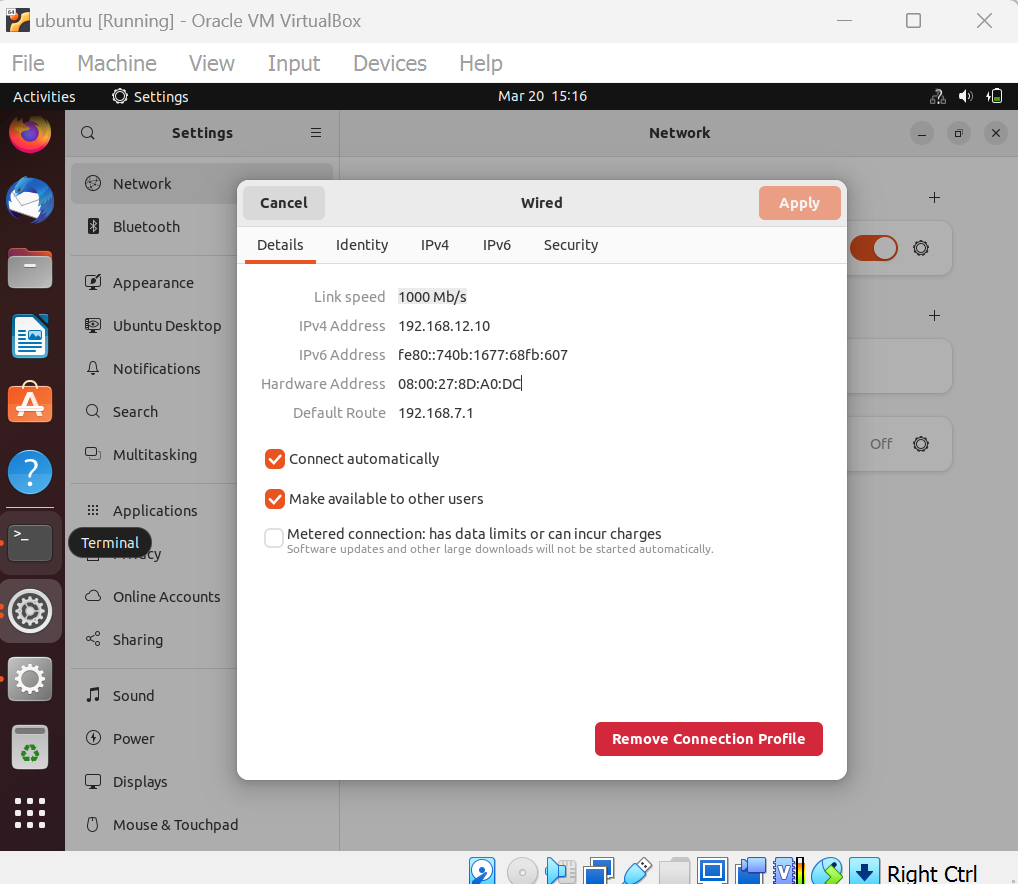 ubuntu [Running] - Oracle VM VirtualBox
File Machine View Input Devices Help
Activities Settings Mar 20 15:16
Settings Network
Network
Bluetooth
Appearance
Ubuntu Desktop
Notifications
Search
Multitasking
Applications
Terminal
Online Accounts
Sharing
Sound
Power
Displays
Mouse & Touchpad
Cancel Wired Apply
Details Identity IPv4 IPv6 Security
Link speed 1000 Mb/s
IPv4 Address 192.168.12.10
IPv6 Address fe80::740b:1677:68fb:607
Hardware Address 08:00:27:8D:A0:DC
Default Route 192.168.7.1
Connect automatically
Make available to other users
Metered connection: has data limits or can incur charges
Software updates and other large downloads will not be started automatically.
Remove Connection Profile
Off
Right Ctrl